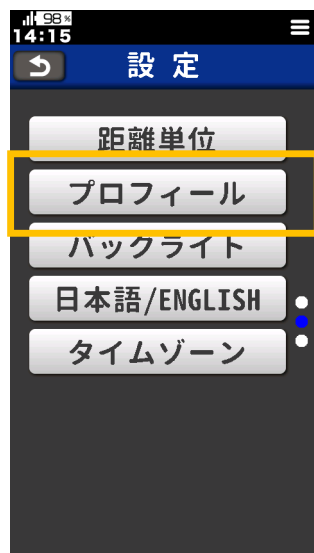 98%
14:15
設定
距離単位
プロフィール
バックライト
日本語/ENGLISH
タイムゾーン